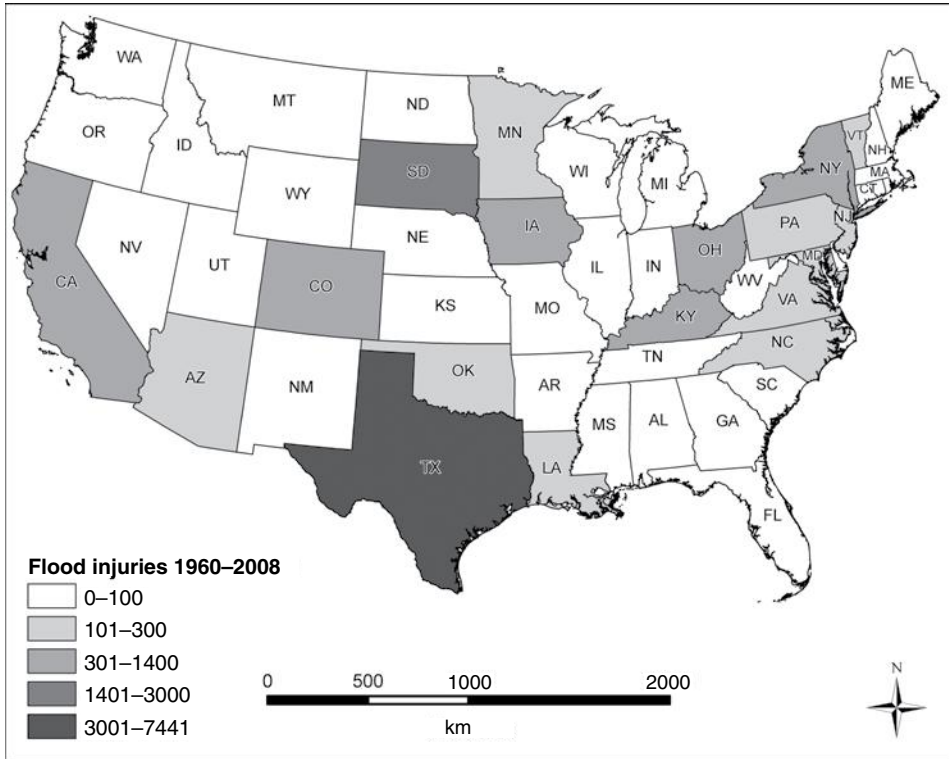 WA
MT
ND
MN
ME
OR
ID
WY
SD
WI
MI
VT
NH
NY
MA
CT
NV
UT
CO
NE
IA
IL
IN
OH
PA
NJ
MD
WV
VA
CA
KS
MO
KY
NC
AZ
NM
OK
AR
TN
SC
TX
LA
MS
AL
GA
FL
Flood injuries 1960–2008
0–100
101–300
301–1400
1401–3000
3001–7441
0 500 1000 2000
km
N